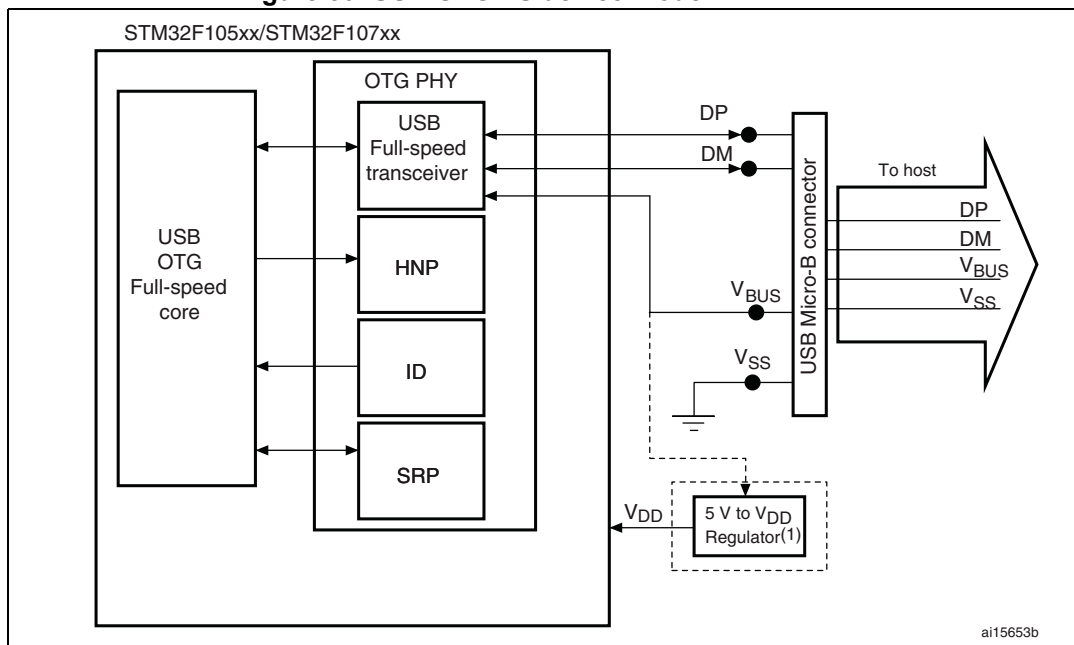 STM32F105xx/STM32F107xx
OTG PHY
USB
Full-speed
transceiver
HNP
ID
SRP
USB
OTG
Full-speed
core
DP
DM
VBUS
VSS
USB Micro-B connector
To host
DP
DM
VBUS
VSS
VDD
5 V to VDD
Regulator(1)
ai15653b